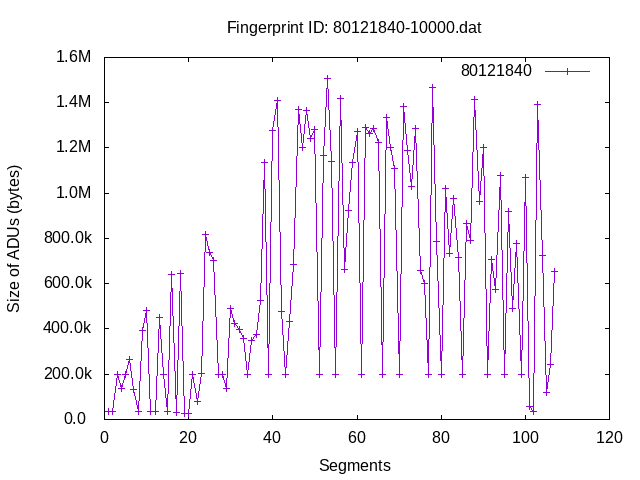 Fingerprint ID: 80121840-10000.dat
1.6M
80121840
1.4M
1.2M
1.0M
800.0k
600.0k
400.0k
200.0k
0.0
Size of ADUs (bytes)
0 20 40 60 80 100 120
Segments